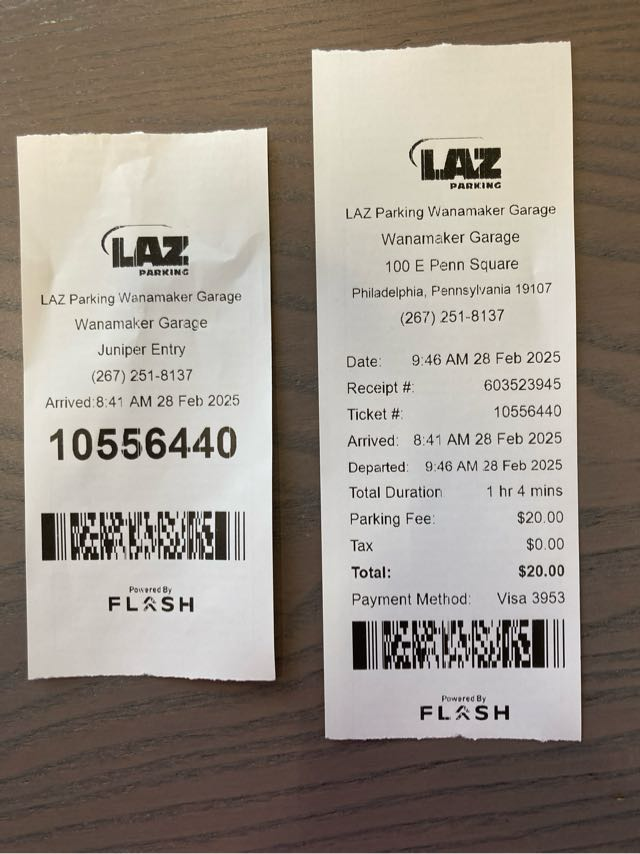 LAZ
PARKING
LAZ Parking Wanamaker Garage
Wanamaker Garage
Juniper Entry
(267) 251-8137
Arrived:8:41 AM 28 Feb 2025
10556440
Powered By
FLASH
LAZ
PARKING
LAZ Parking Wanamaker Garage
Wanamaker Garage
100 E Penn Square
Philadelphia, Pennsylvania 19107
(267) 251-8137
Date: 9:46 AM 28 Feb 2025
Receipt #: 603523945
Ticket #: 10556440
Arrived: 8:41 AM 28 Feb 2025
Departed: 9:46 AM 28 Feb 2025
Total Duration 1 hr 4 mins
Parking Fee: $20.00
Tax $0.00
Total: $20.00
Payment Method: Visa 3953
Powered By
FLASH